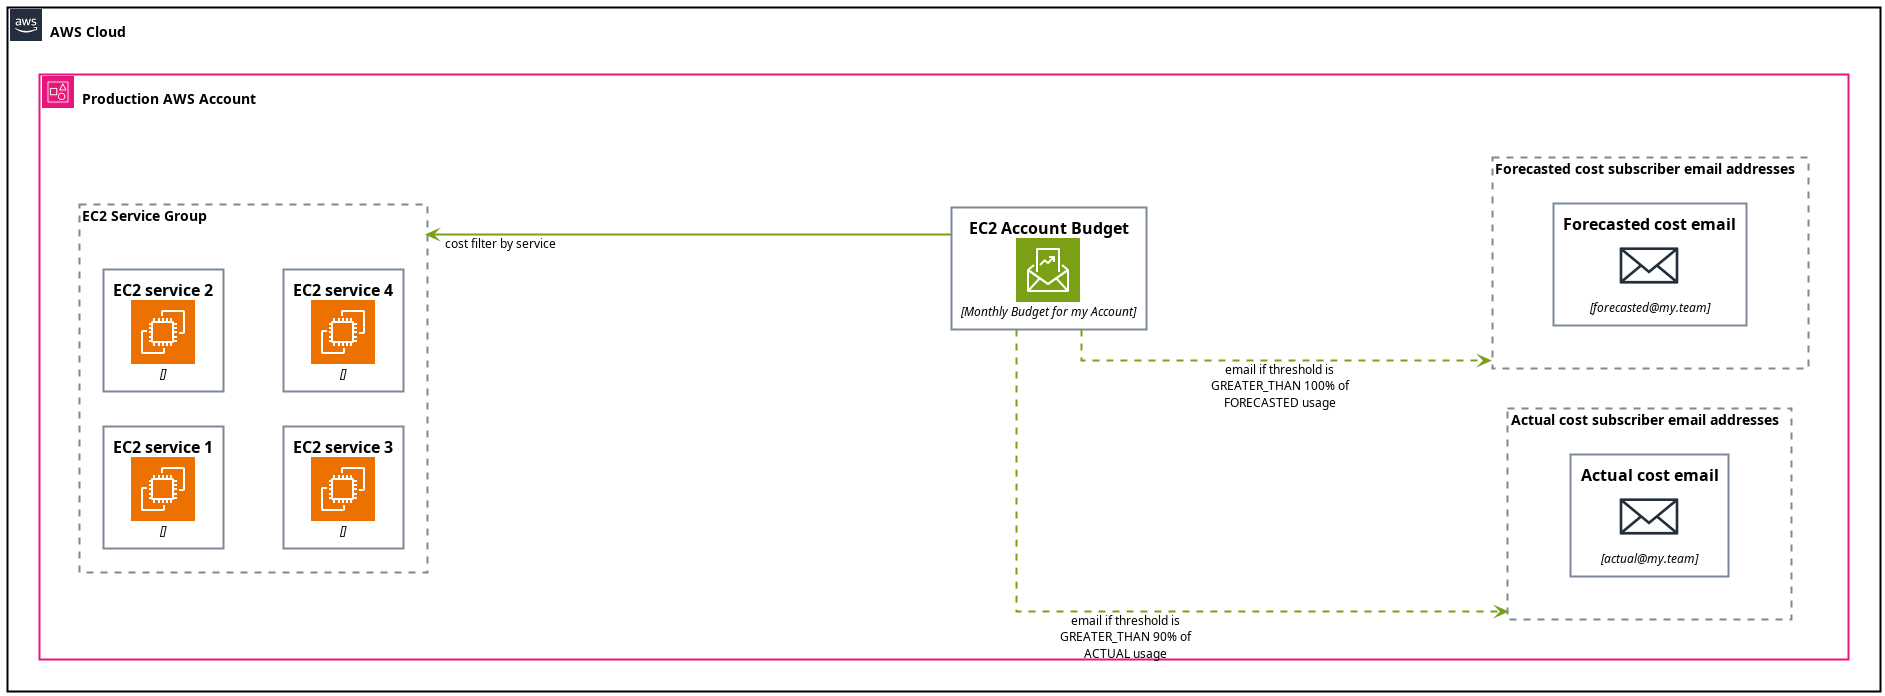 aws
AWS Cloud
Production AWS Account
EC2 Service Group
EC2 service 2
[]
EC2 service 4
[]
EC2 service 1
[]
EC2 service 3
[]
cost filter by service
EC2 Account Budget
[Monthly Budget for my Account]
email if threshold is
GREATER_THAN 100% of
FORECASTED usage
email if threshold is
GREATER_THAN 90% of
ACTUAL usage
Forecasted cost subscriber email addresses
Forecasted cost email
[forecasted@my.team]
Actual cost subscriber email addresses
Actual cost email
[actual@my.team]